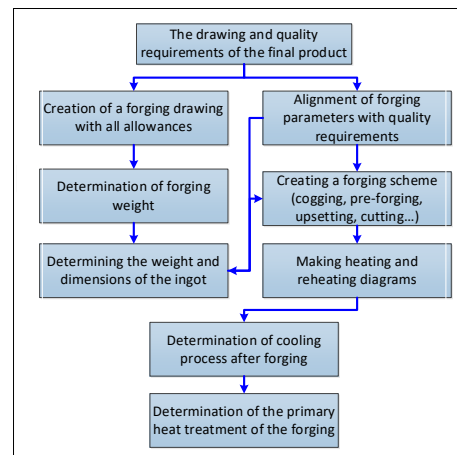 The drawing and quality
requirements of the final product
Creation of a forging drawing
with all allowances
Alignment of forging
parameters with quality
requirements
Determination of forging
weight
Creating a forging scheme
(cogging, pre-forging,
upsetting, cutting...)
Determining the weight and
dimensions of the ingot
Making heating and
reheating diagrams
Determination of cooling
process after forging
Determination of the primary
heat treatment of the forging